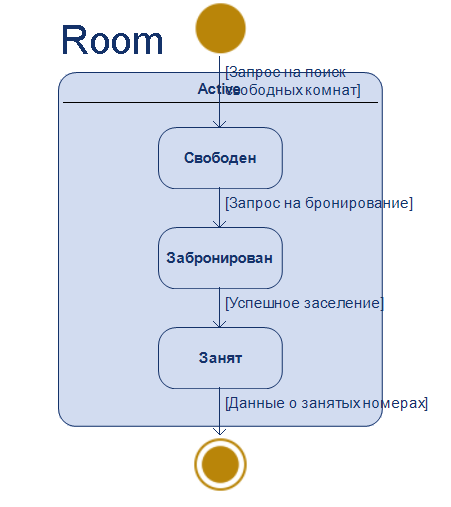 Room
[Запрос на поиск
свободных комнат]
Active
Свободен
[Запрос на бронирование]
Забронирован
[Успешное заселение]
Занят
[Данные о занятых номерах]